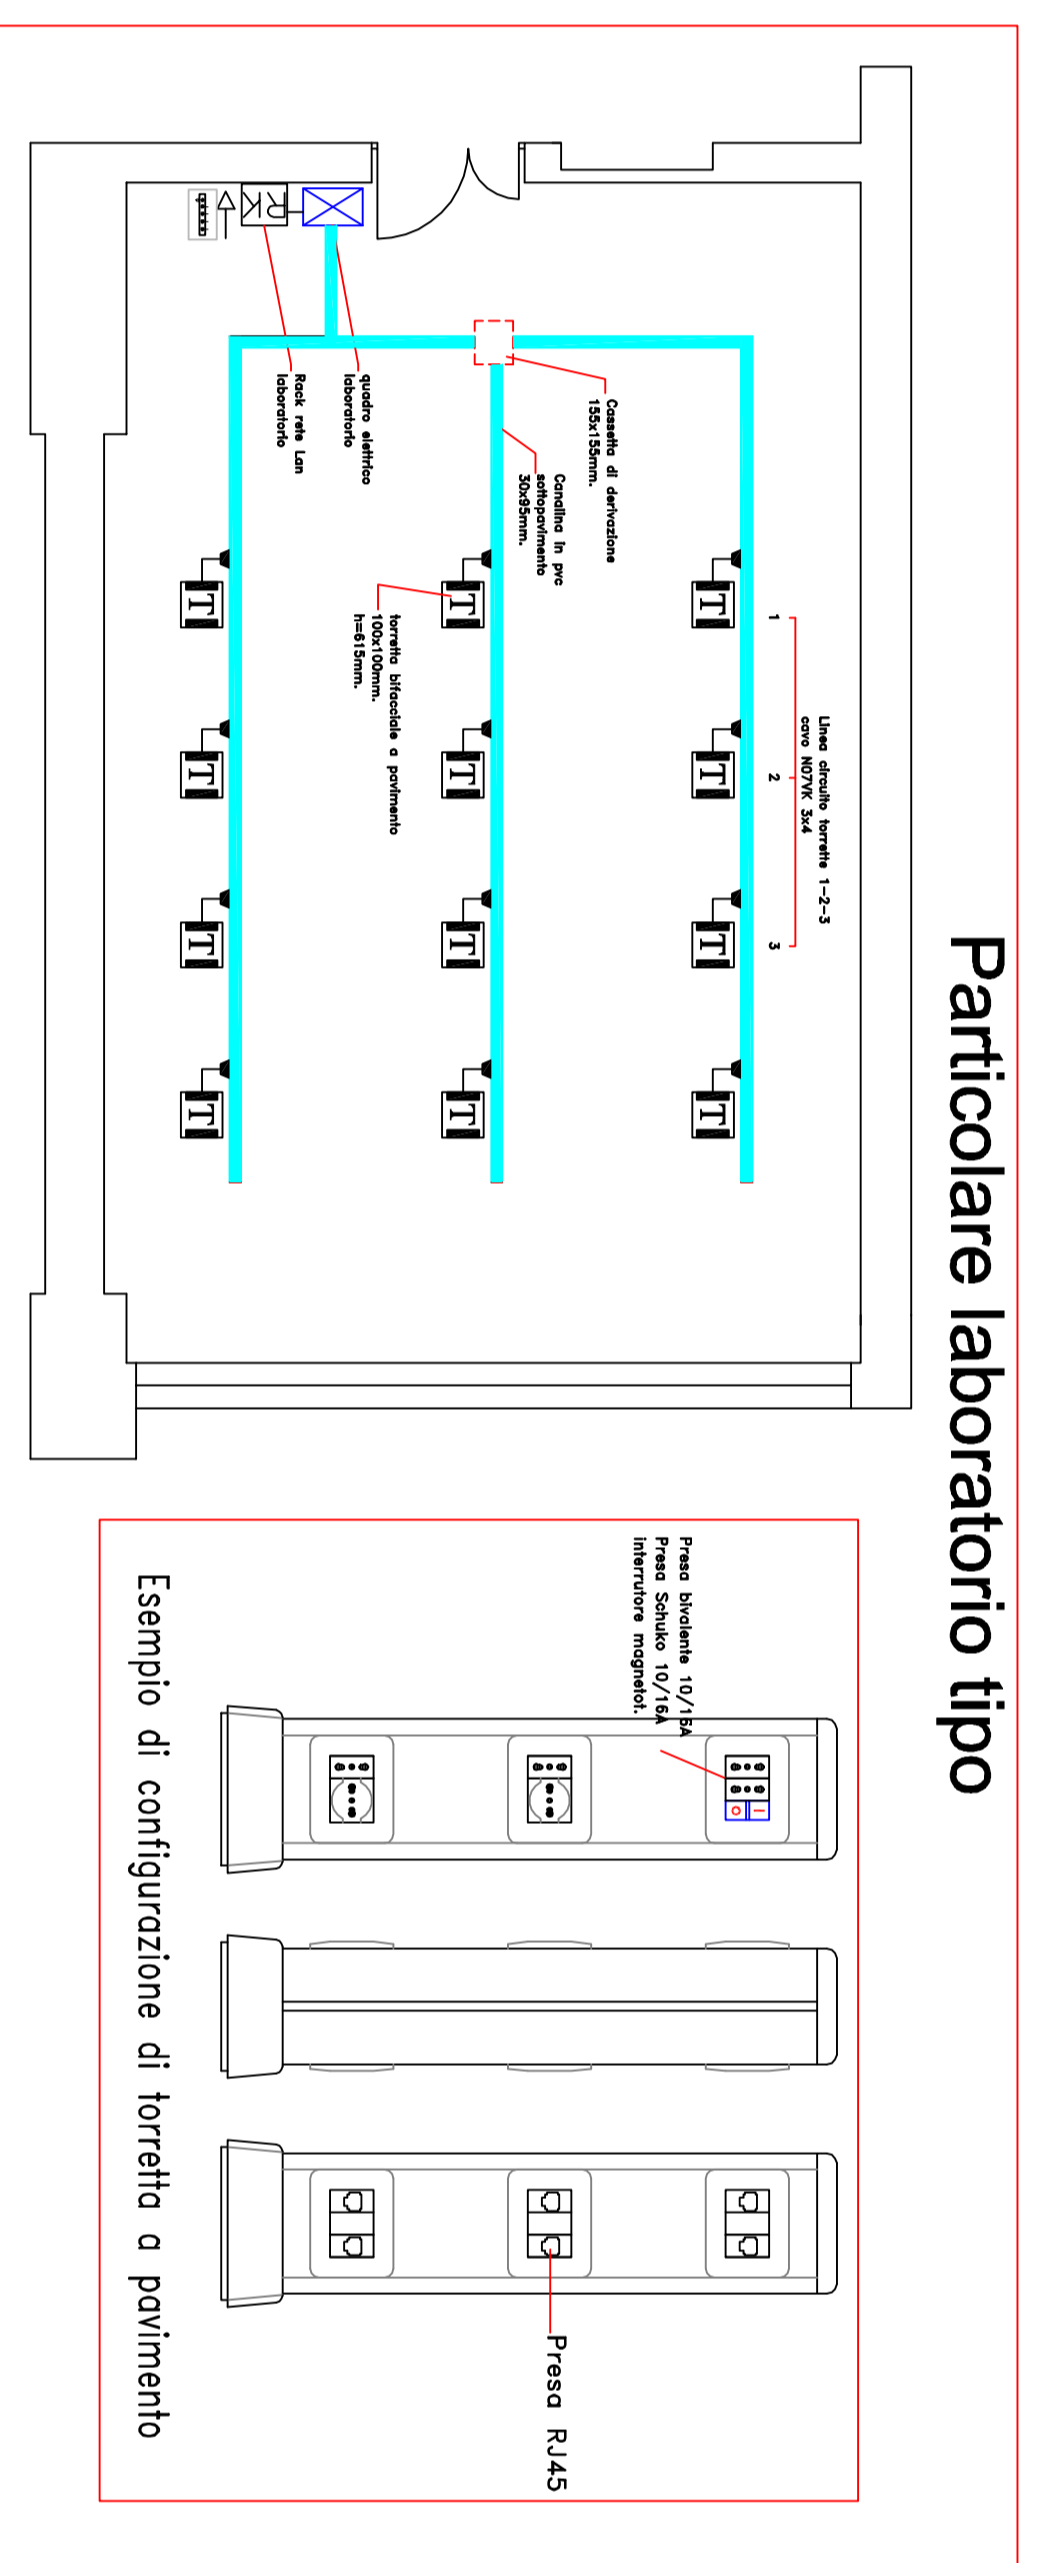 Particolare laboratorio tipo
Linea circuito torrette 1-2-3
cavo N07VK 3x4
1
2
3
T
T
T
T
Cassetta di derivazione
155x155mm.
Canalina in pvc
sottopavimento
30x95mm.
torretta bifacciale a pavimento
100x100mm.
h=615mm.
T
T
T
T
quadro elettrico
laboratorio
Rack rete Lan
laboratorio
RK
T
T
T
T
Presa bivalente 10/16A
Presa Schuko 10/16A
interrutore magnetot.
Presa RJ45
Esempio di configurazione di torretta a pavimento